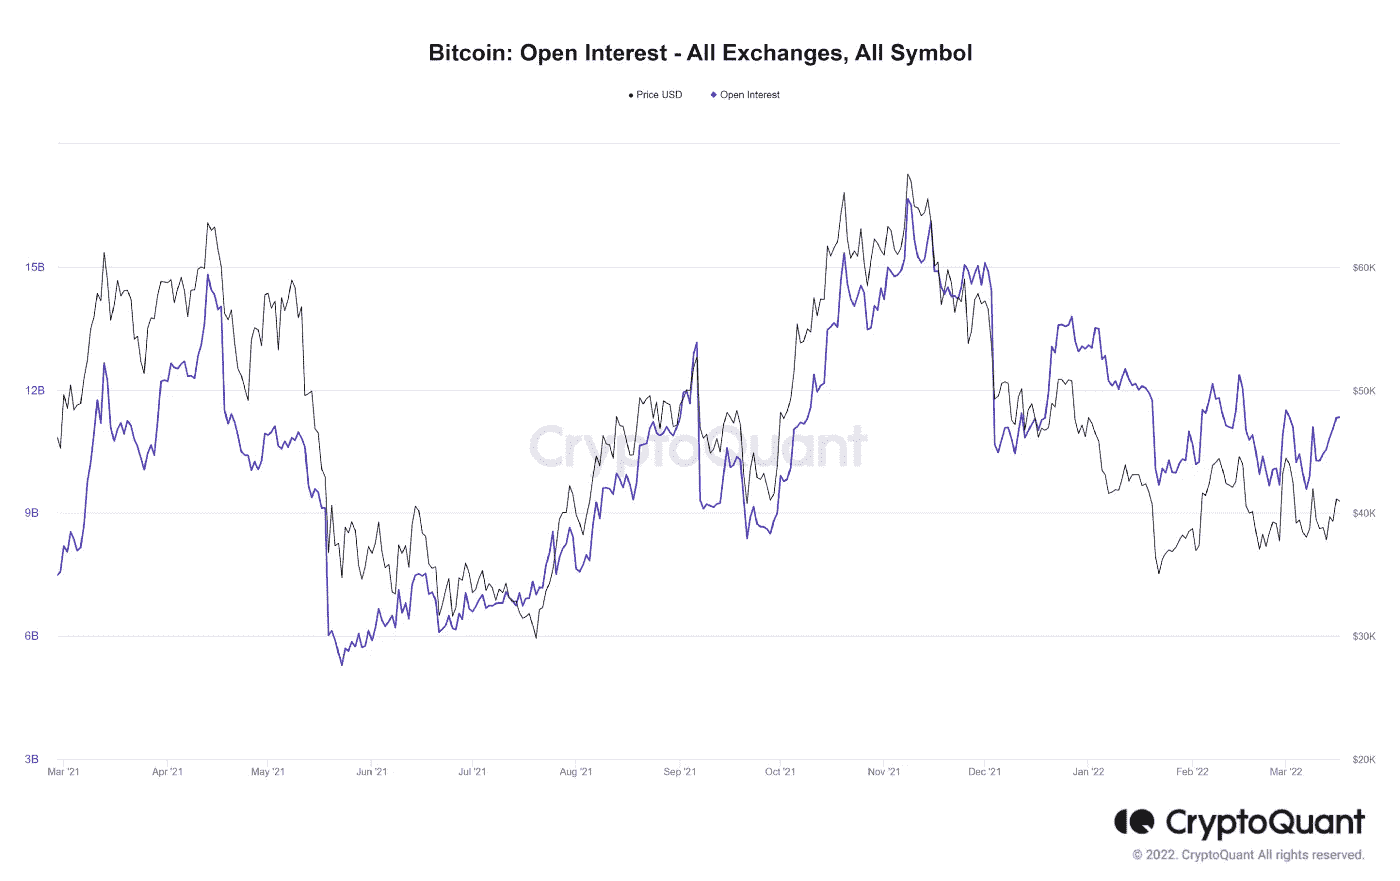 Bitcoin: Open Interest - All Exchanges, All Symbol
Price USD Open Interest
15B $60K
12B $50K
CryptoQuant
9B $40K
6B $30K
3B $20K
Mar '21 Apr '21 May '21 Jun '21 Jul '21 Aug '21 Sep '21 Oct '21 Nov '21 Dec '21 Jan '22 Feb '22 Mar '22
CryptoQuant
© 2022. CryptoQuant All rights reserved.